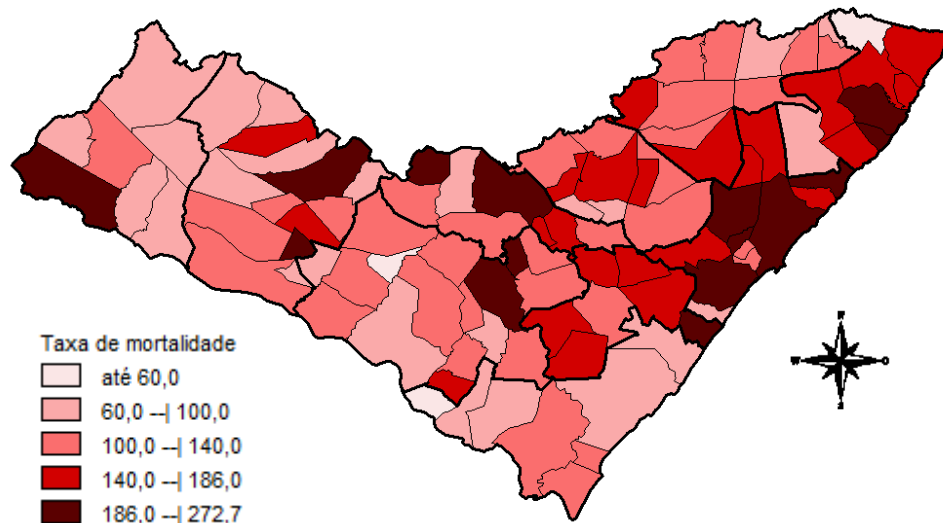 Taxa de mortalidade
até 60,0
60,0 --| 100,0
100,0 --| 140,0
140,0 --| 186,0
186,0 --| 272,7